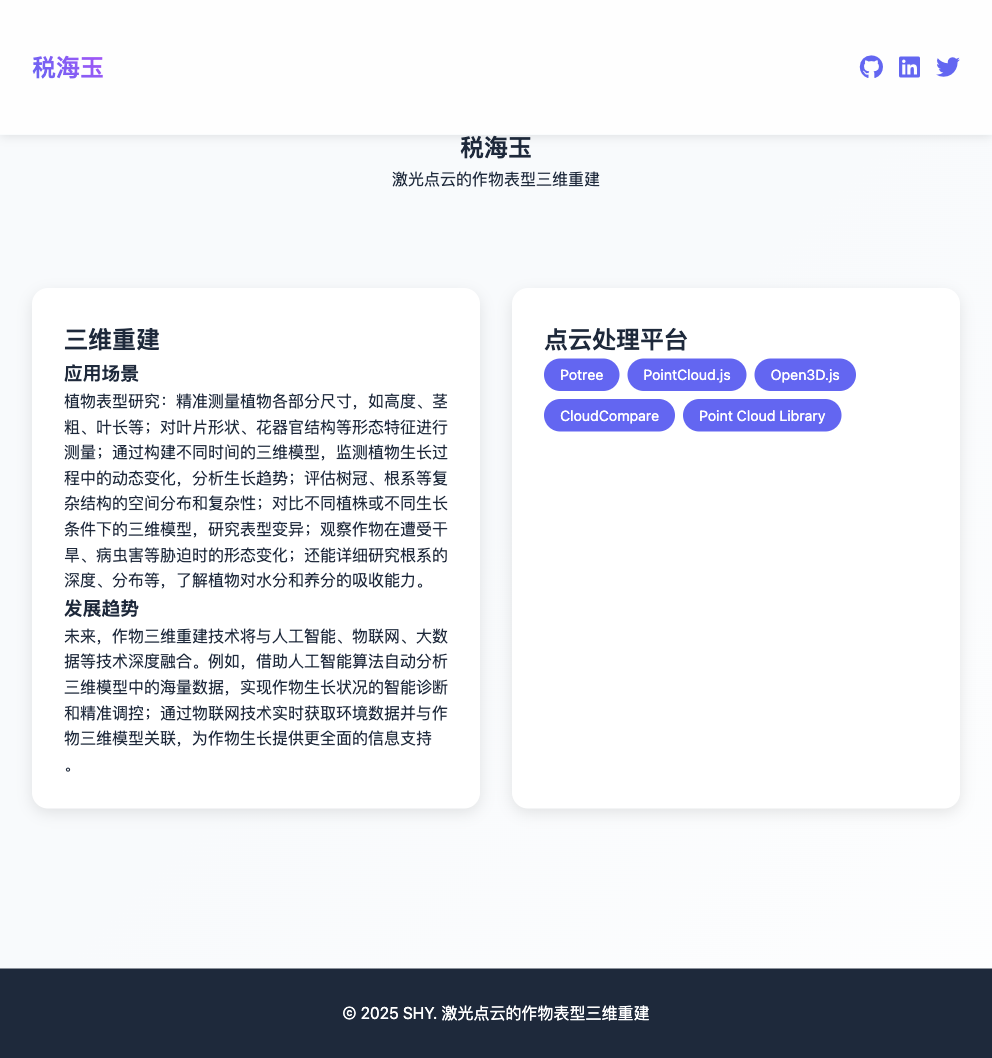 税海玉
税海玉
激光点云的作物表型三维重建
三维重建
应用场景
植物表型研究：精准测量植物各部分尺寸，如高度、茎
粗、叶长等；对叶片形状、花器官结构等形态特征进行
测量；通过构建不同时间的三维模型，监测植物生长过
程中的动态变化，分析生长趋势；评估树冠、根系等复
杂结构的空间分布和复杂性；对比不同植株或不同生长
条件下的三维模型，研究表型变异；观察作物在遭受干
旱、病虫害等胁迫时的形态变化；还能详细研究根系的
深度、分布等，了解植物对水分和养分的吸收能力。
发展趋势
未来，作物三维重建技术将与人工智能、物联网、大数
据等技术深度融合。例如，借助人工智能算法自动分析
三维模型中的海量数据，实现作物生长状况的智能诊断
和精准调控；通过物联网技术实时获取环境数据并与作
物三维模型关联，为作物生长提供更全面的信息支持
。
点云处理平台
Potree
PointCloud.js
Open3D.js
CloudCompare
Point Cloud Library
© 2025 SHY. 激光点云的作物表型三维重建